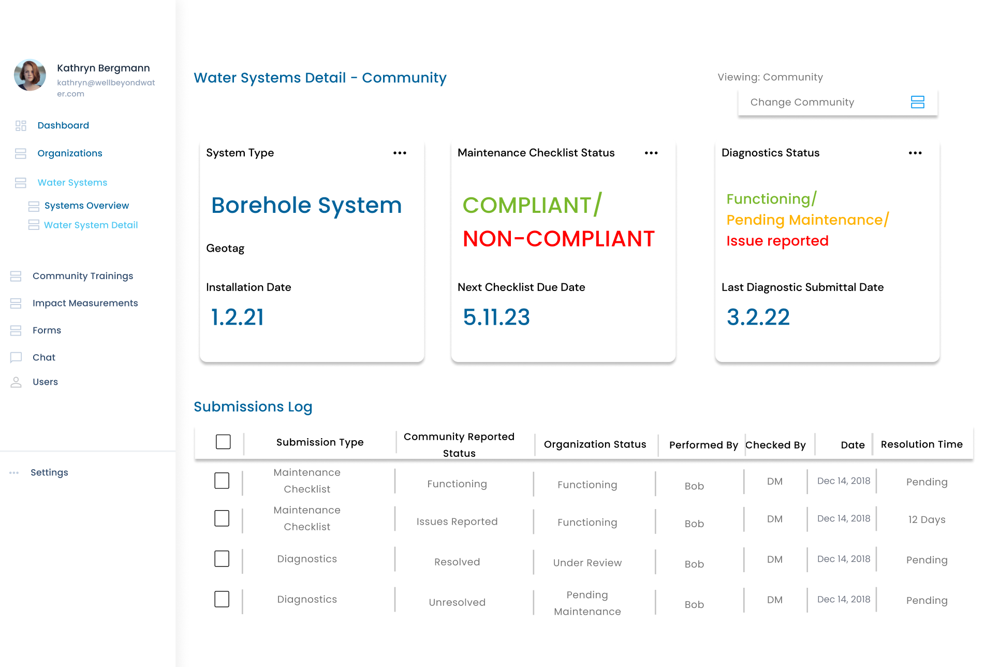 Kathryn Bergmann
kathryn@wellbeyondwat
er.com
Dashboard
Organizations
Water Systems
Systems Overview
Water System Detail
Community Trainings
Impact Measurements
Forms
Chat
Users
Settings
Water Systems Detail - Community
Viewing: Community
Change Community
System Type
Borehole System
Geotag
Installation Date
1.2.21
Maintenance Checklist Status
COMPLIANT/
NON-COMPLIANT
Next Checklist Due Date
5.11.23
Diagnostics Status
Functioning/
Pending Maintenance/
Issue reported
Last Diagnostic Submittal Date
3.2.22
Submissions Log
Submission Type
Community Reported
Status
Organization Status
Performed By
Checked By
Date
Resolution Time
Maintenance
Checklist
Functioning
Functioning
Bob
DM
Dec 14, 2018
Pending
Maintenance
Checklist
Issues Reported
Functioning
Bob
DM
Dec 14, 2018
12 Days
Diagnostics
Resolved
Under Review
Bob
DM
Dec 14, 2018
Pending
Diagnostics
Unresolved
Pending
Maintenance
Bob
DM
Dec 14, 2018
Pending